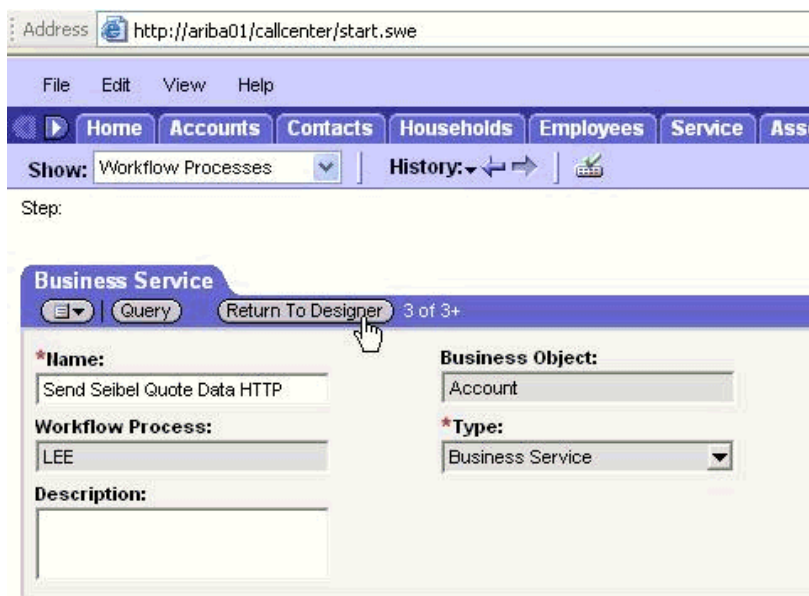 Address http://ariba01/callcenter/start.swe
File Edit View Help
Home Accounts Contacts Households Employees Service Ass
Show: Workflow Processes History:
Step:
Business Service
Query Return To Designer 3 of 3+
*Name: Business Object:
Send Seibel Quote Data HTTP Account
Workflow Process: *Type:
LEE Business Service
Description: